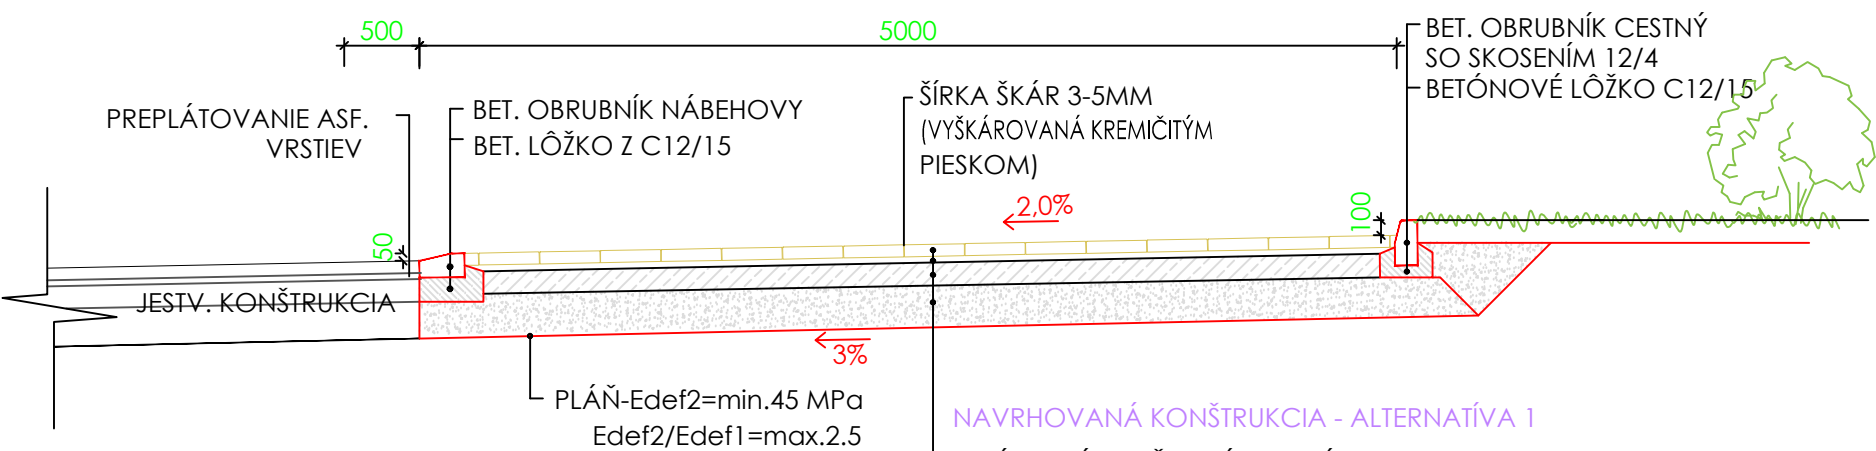 500
5000
BET. OBRUBNÍK CESTNÝ
SO SKOSENÍM 12/4
BETÓNOVÉ LÔŽKO C12/15
PREPLÁTOVANIE ASF.
VRSTIEV
BET. OBRUBNÍK NÁBEHOVY
BET. LÔŽKO Z C12/15
ŠÍRKA ŠKÁR 3-5MM
(VYŠKÁROVANÁ KREMIČITÝM
PIESKOM)
2,0%
100
50
JESTV. KONŠTRUKCIA
3%
PLÁŇ-Edef2=min.45 MPa
Edef2/Edef1=max.2.5
NAVRHOVANÁ KONŠTRUKCIA - ALTERNATÍVA 1